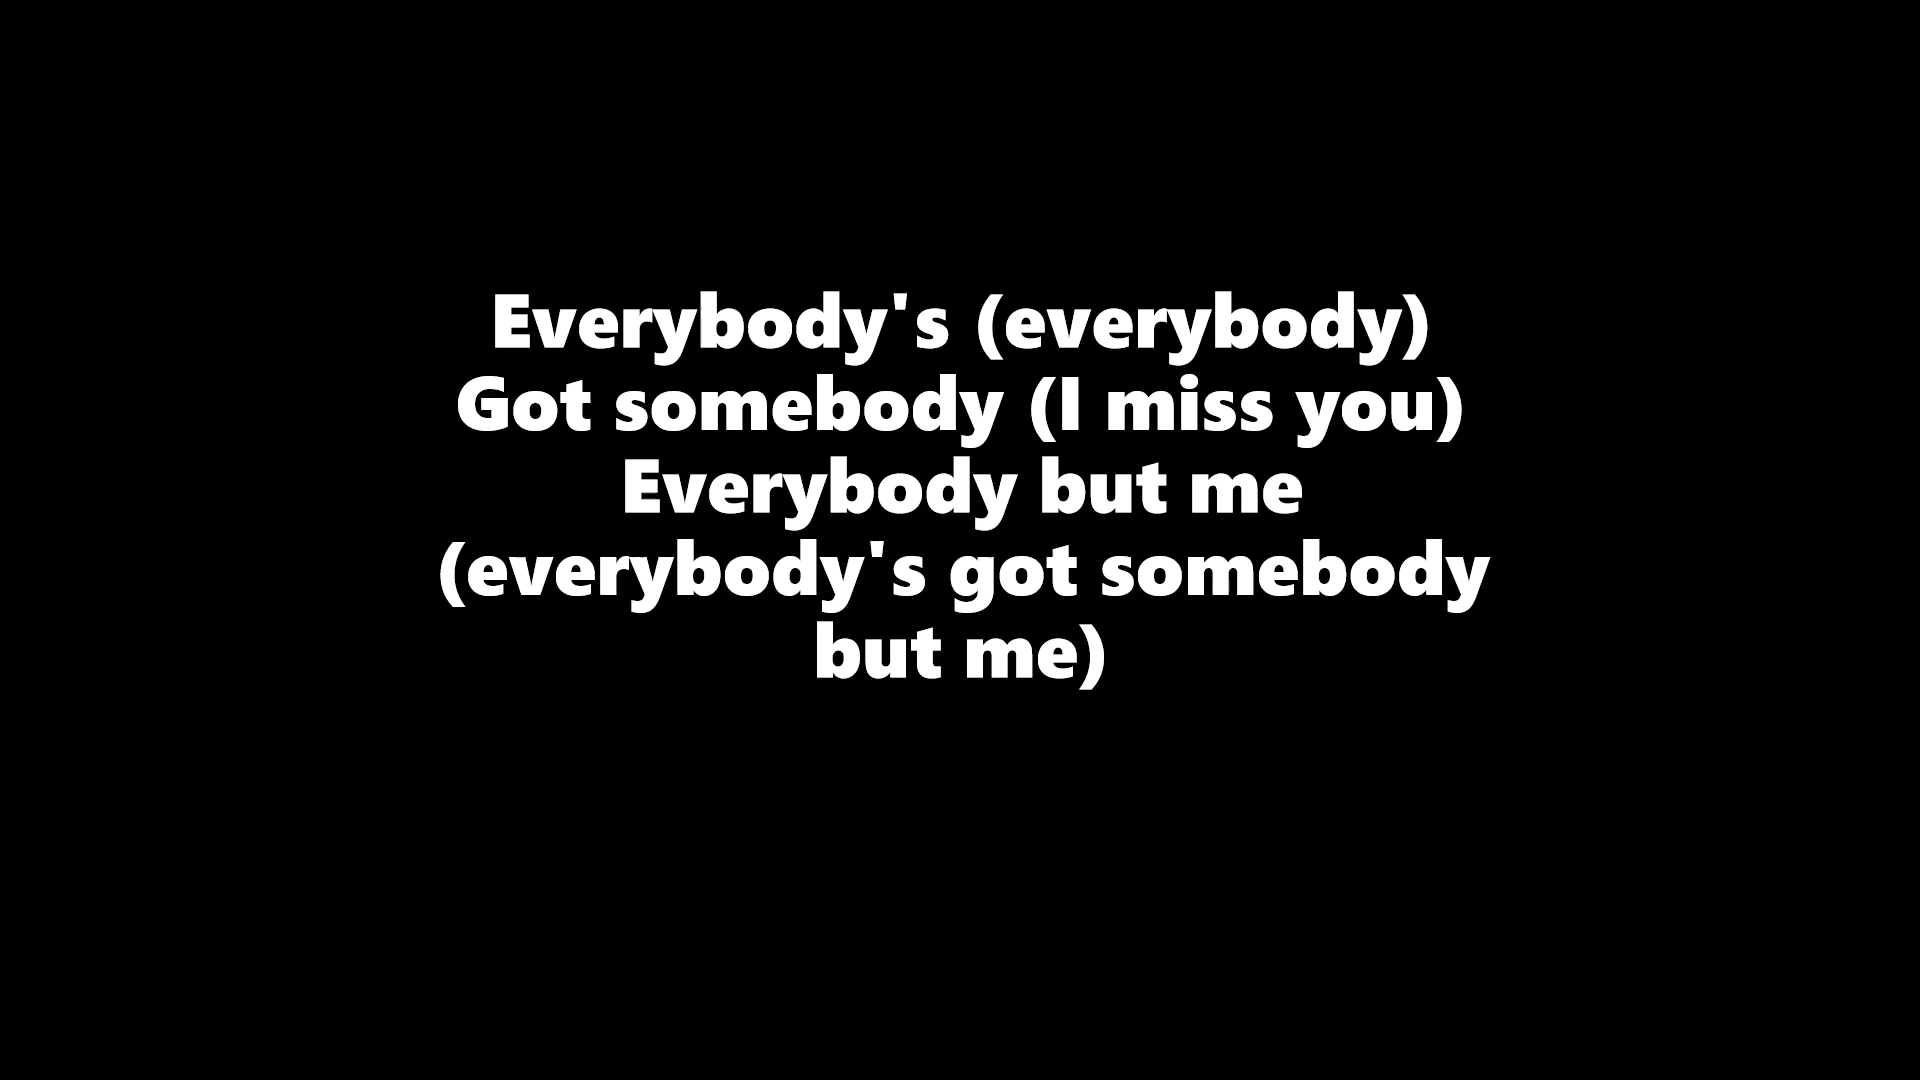 Everybody's (everybody)
Got somebody (I miss you)
Everybody but me
(everybody's got somebody
but me)